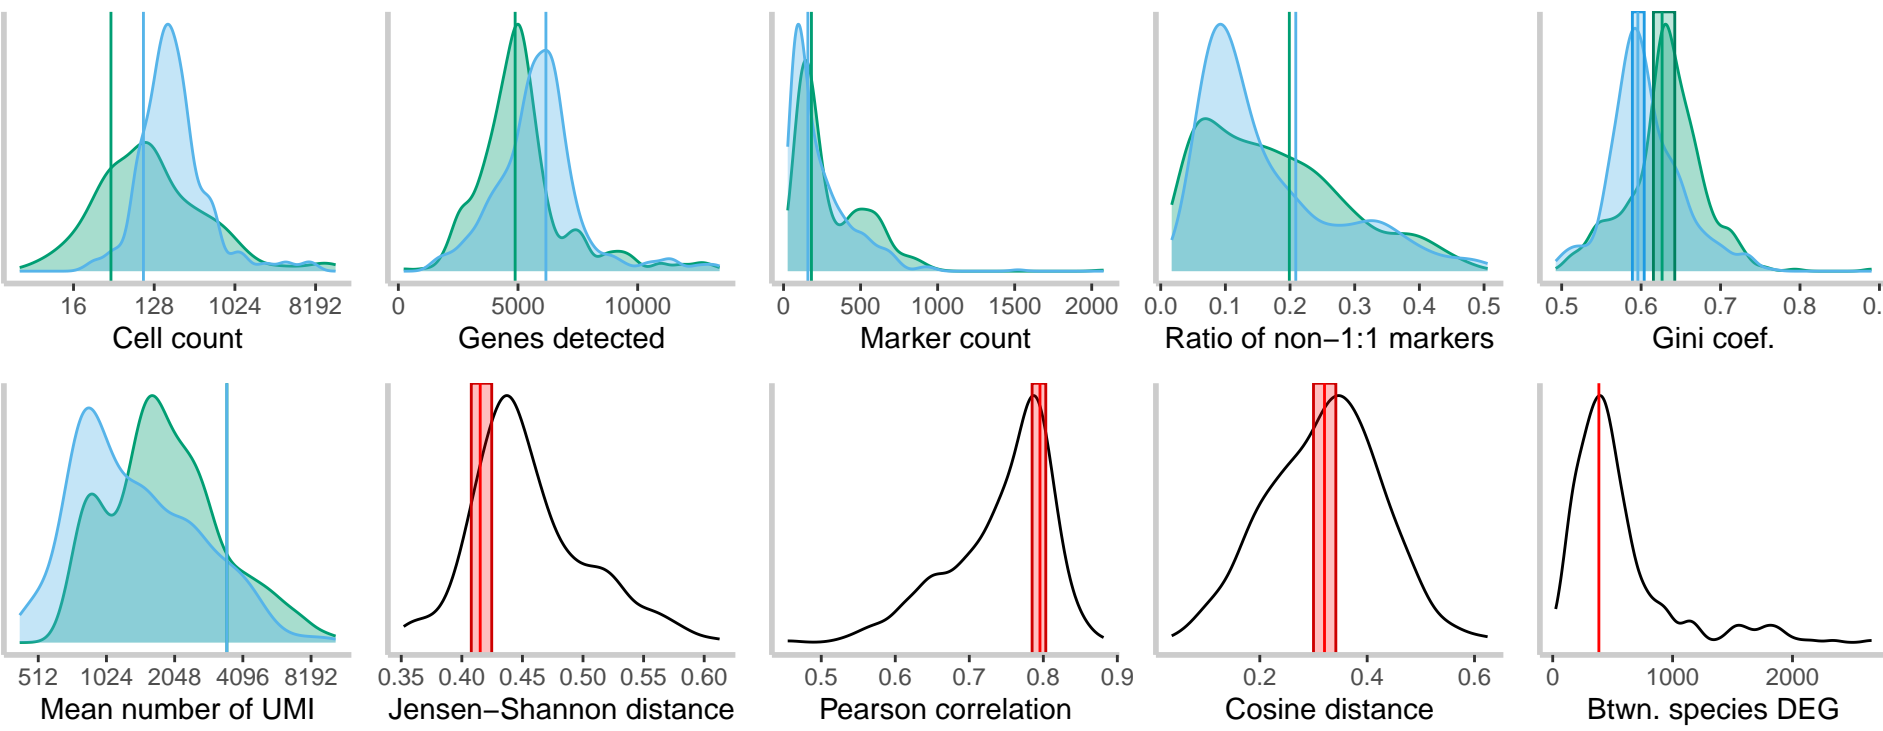 16 128 1024 8192
Cell count
0 5000 10000
Genes detected
0 500 1000 1500 2000
Marker count
0.0 0.1 0.2 0.3 0.4 0.5
Ratio of non−1:1 markers
0.5 0.6 0.7 0.8 0.
Gini coef.
512 1024 2048 4096 8192
Mean number of UMI
0.35 0.40 0.45 0.50 0.55 0.60
Jensen−Shannon distance
0.5 0.6 0.7 0.8 0.9
Pearson correlation
0.2 0.4 0.6
Cosine distance
0 1000 2000
Btwn. species DEG